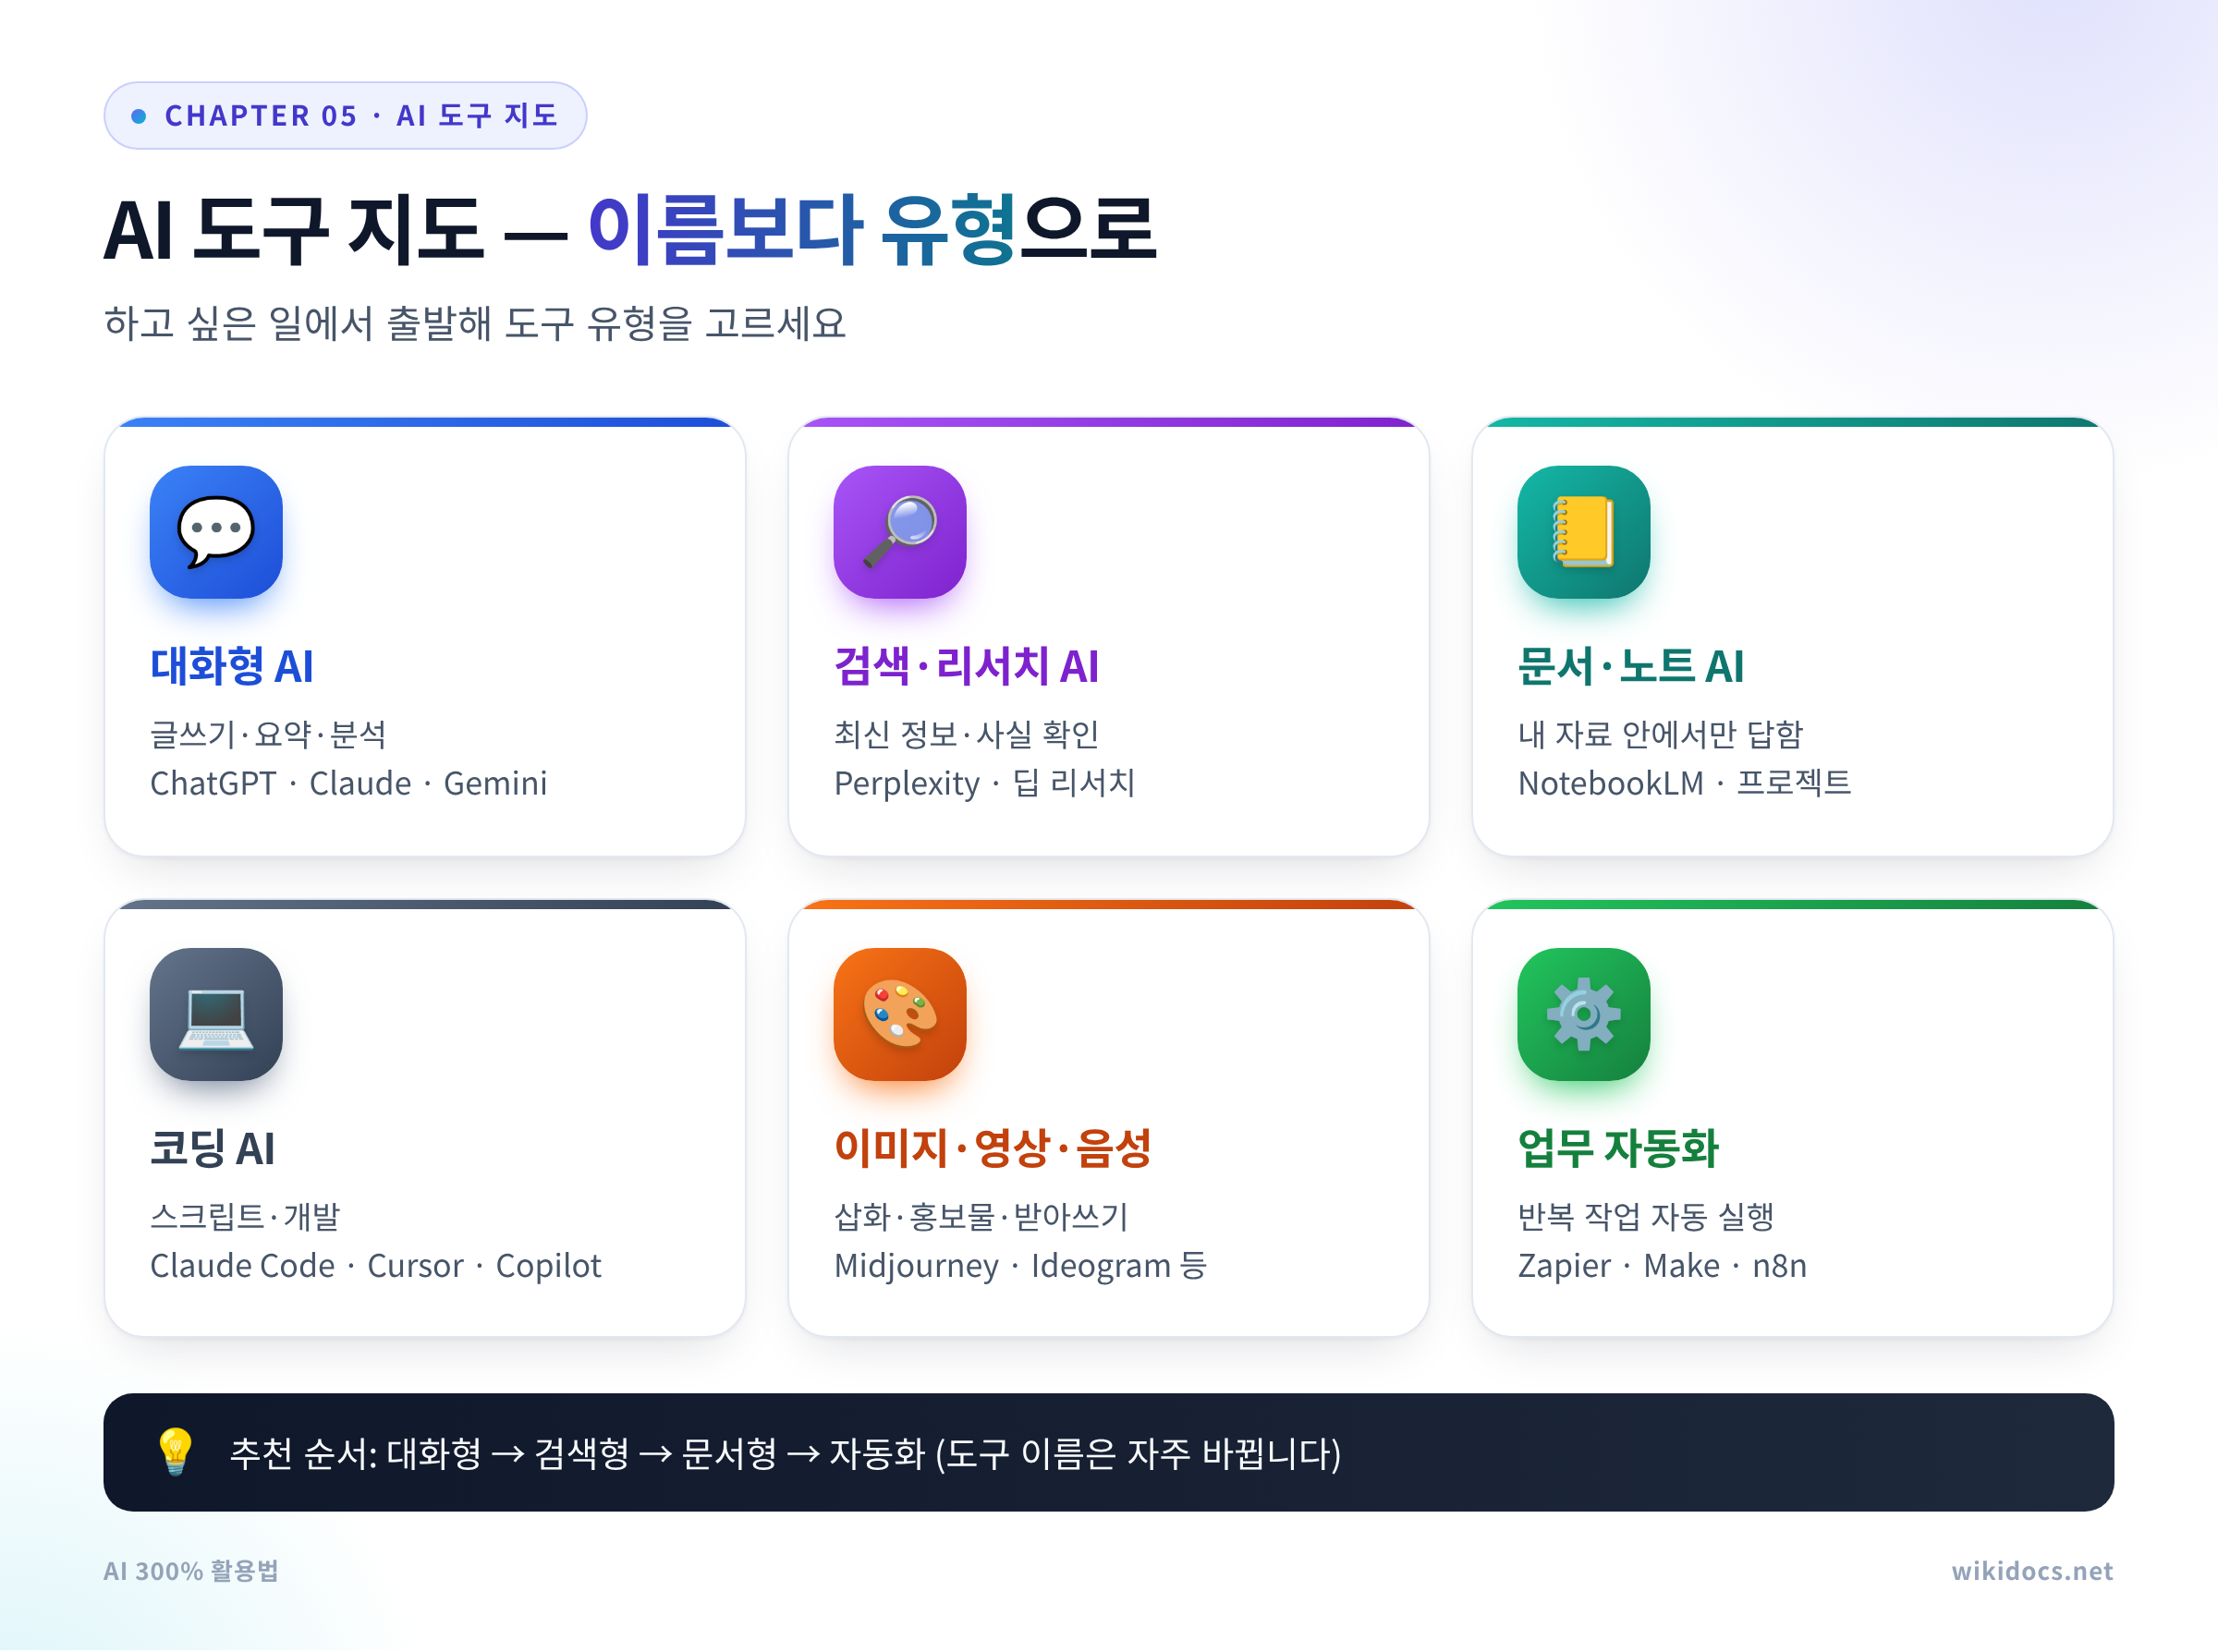 CHAPTER 05 · AI 도구 지도
AI 도구 지도 — 이름보다 유형으로
하고 싶은 일에서 출발해 도구 유형을 고르세요
대화형 AI
글쓰기·요약·분석
ChatGPT · Claude · Gemini
검색·리서치 AI
최신 정보·사실 확인
Perplexity · 딥 리서치
문서·노트 AI
내 자료 안에서만 답함
NotebookLM · 프로젝트
코딩 AI
스크립트·개발
Claude Code · Cursor · Copilot
이미지·영상·음성
삽화·홍보물·받아쓰기
Midjourney · Ideogram 등
업무 자동화
반복 작업 자동 실행
Zapier · Make · n8n
추천 순서: 대화형 → 검색형 → 문서형 → 자동화 (도구 이름은 자주 바뀝니다)
AI 300% 활용법
wikidocs.net